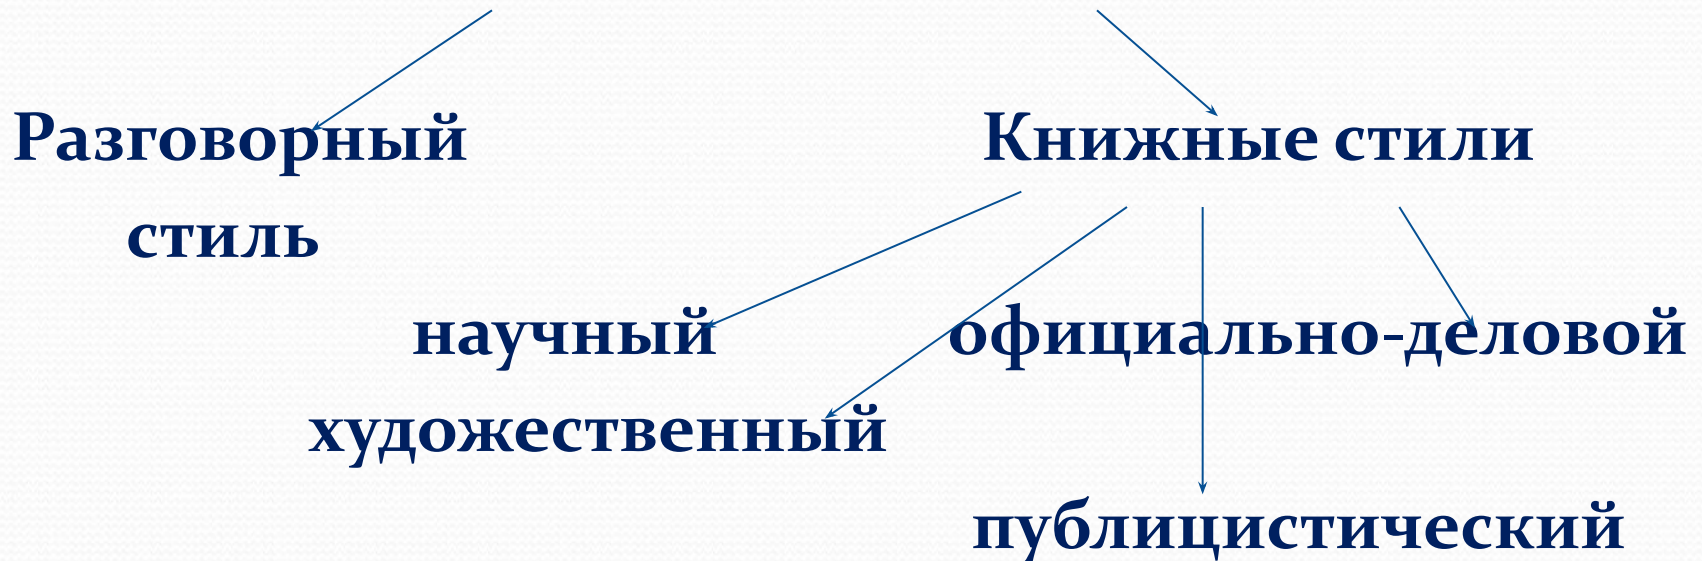 Разговорный Книжные стили
стиль
научный официально-деловой
художественный
публицистический